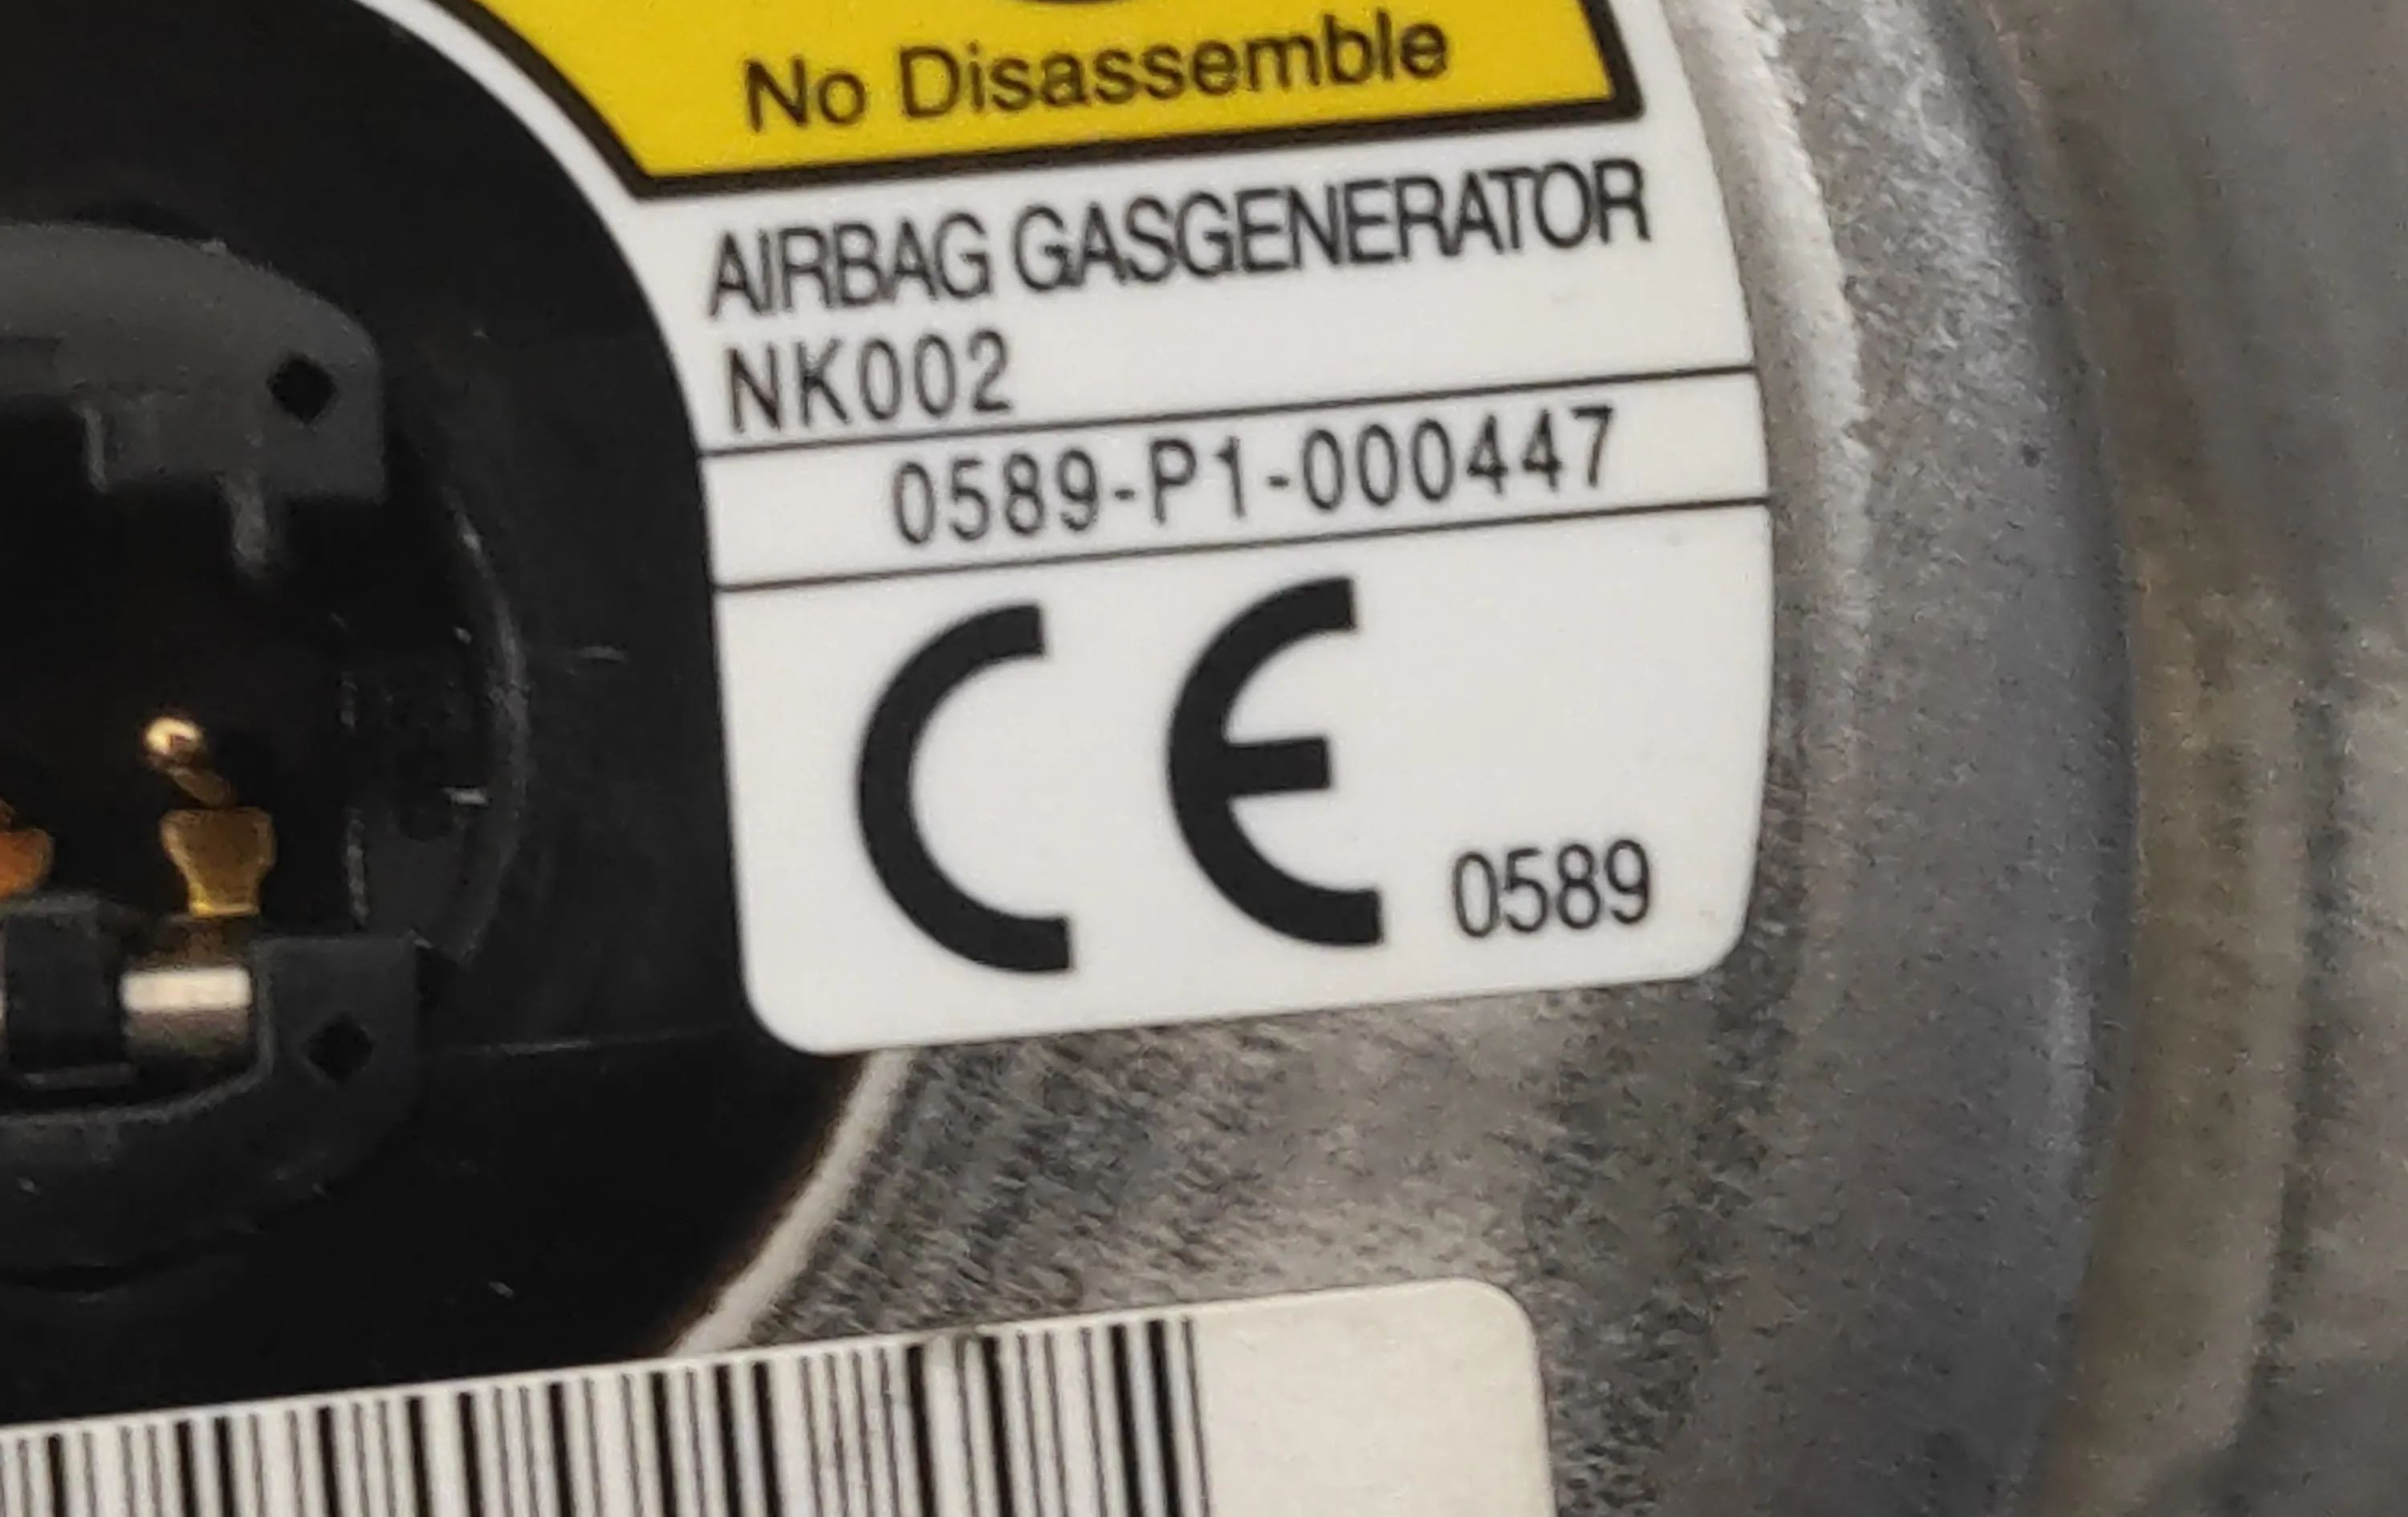 No Disassemble
AIRBAG GASGENERATOR
NK002
0589-P1-000447
CE 0589